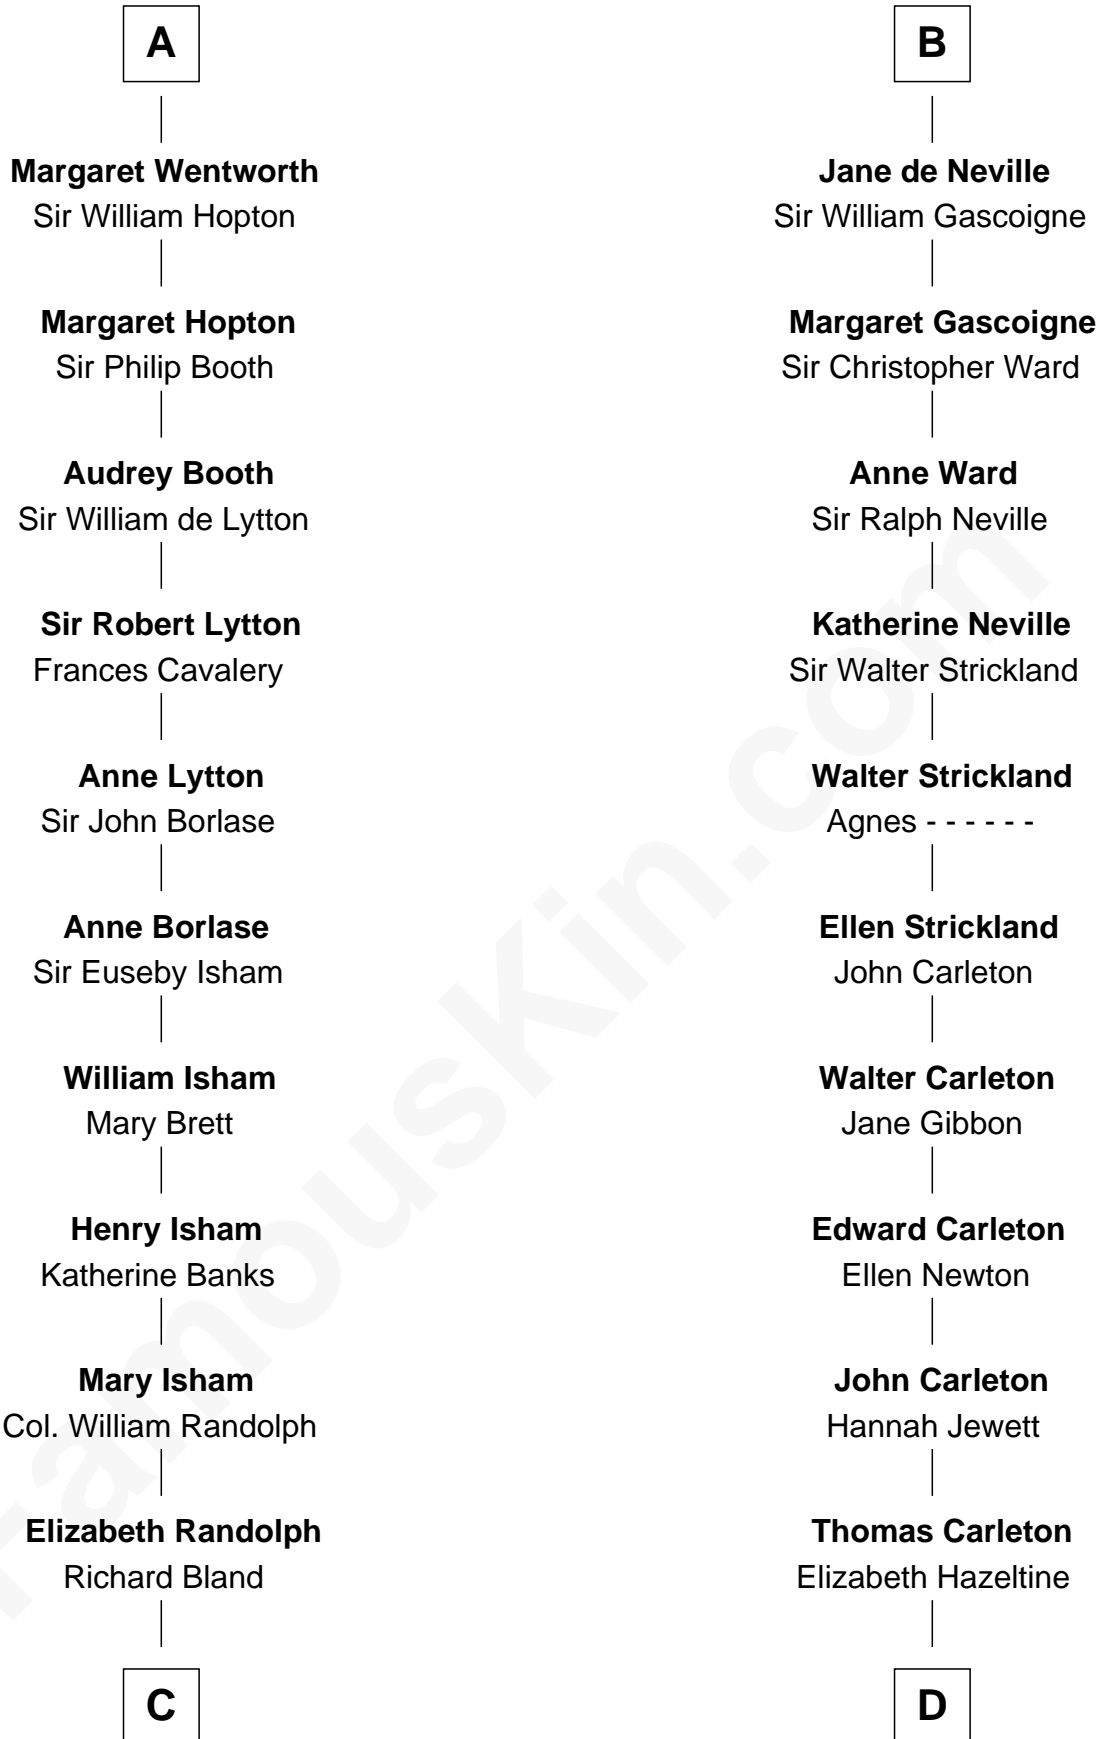 A
Margaret Wentworth
Sir William Hopton
Margaret Hopton
Sir Philip Booth
Audrey Booth
Sir William de Lytton
Sir Robert Lytton
Frances Cavalery
Anne Lytton
Sir John Borlase
Anne Borlase
Sir Euseby Isham
William Isham
Mary Brett
Henry Isham
Katherine Banks
Mary Isham
Col. William Randolph
Elizabeth Randolph
Richard Bland
C
B
Jane de Neville
Sir William Gascoigne
Margaret Gascoigne
Sir Christopher Ward
Anne Ward
Sir Ralph Neville
Katherine Neville
Sir Walter Strickland
Walter Strickland
Agnes - - - - - -
Ellen Strickland
John Carleton
Walter Carleton
Jane Gibbon
Edward Carleton
Ellen Newton
John Carleton
Hannah Jewett
Thomas Carleton
Elizabeth Hazeltine
D
FamousKin.com